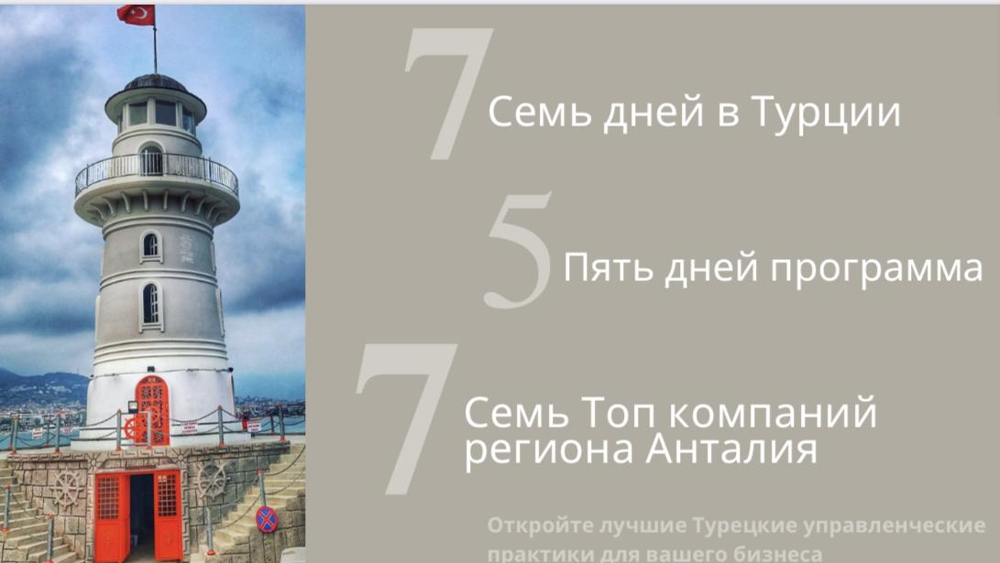 7
Семь дней в Турции
5
Пять дней программа
7
Семь Топ компаний
региона Анталия
Откройте лучшие Турецкие управленческие
практики для вашего бизнеса